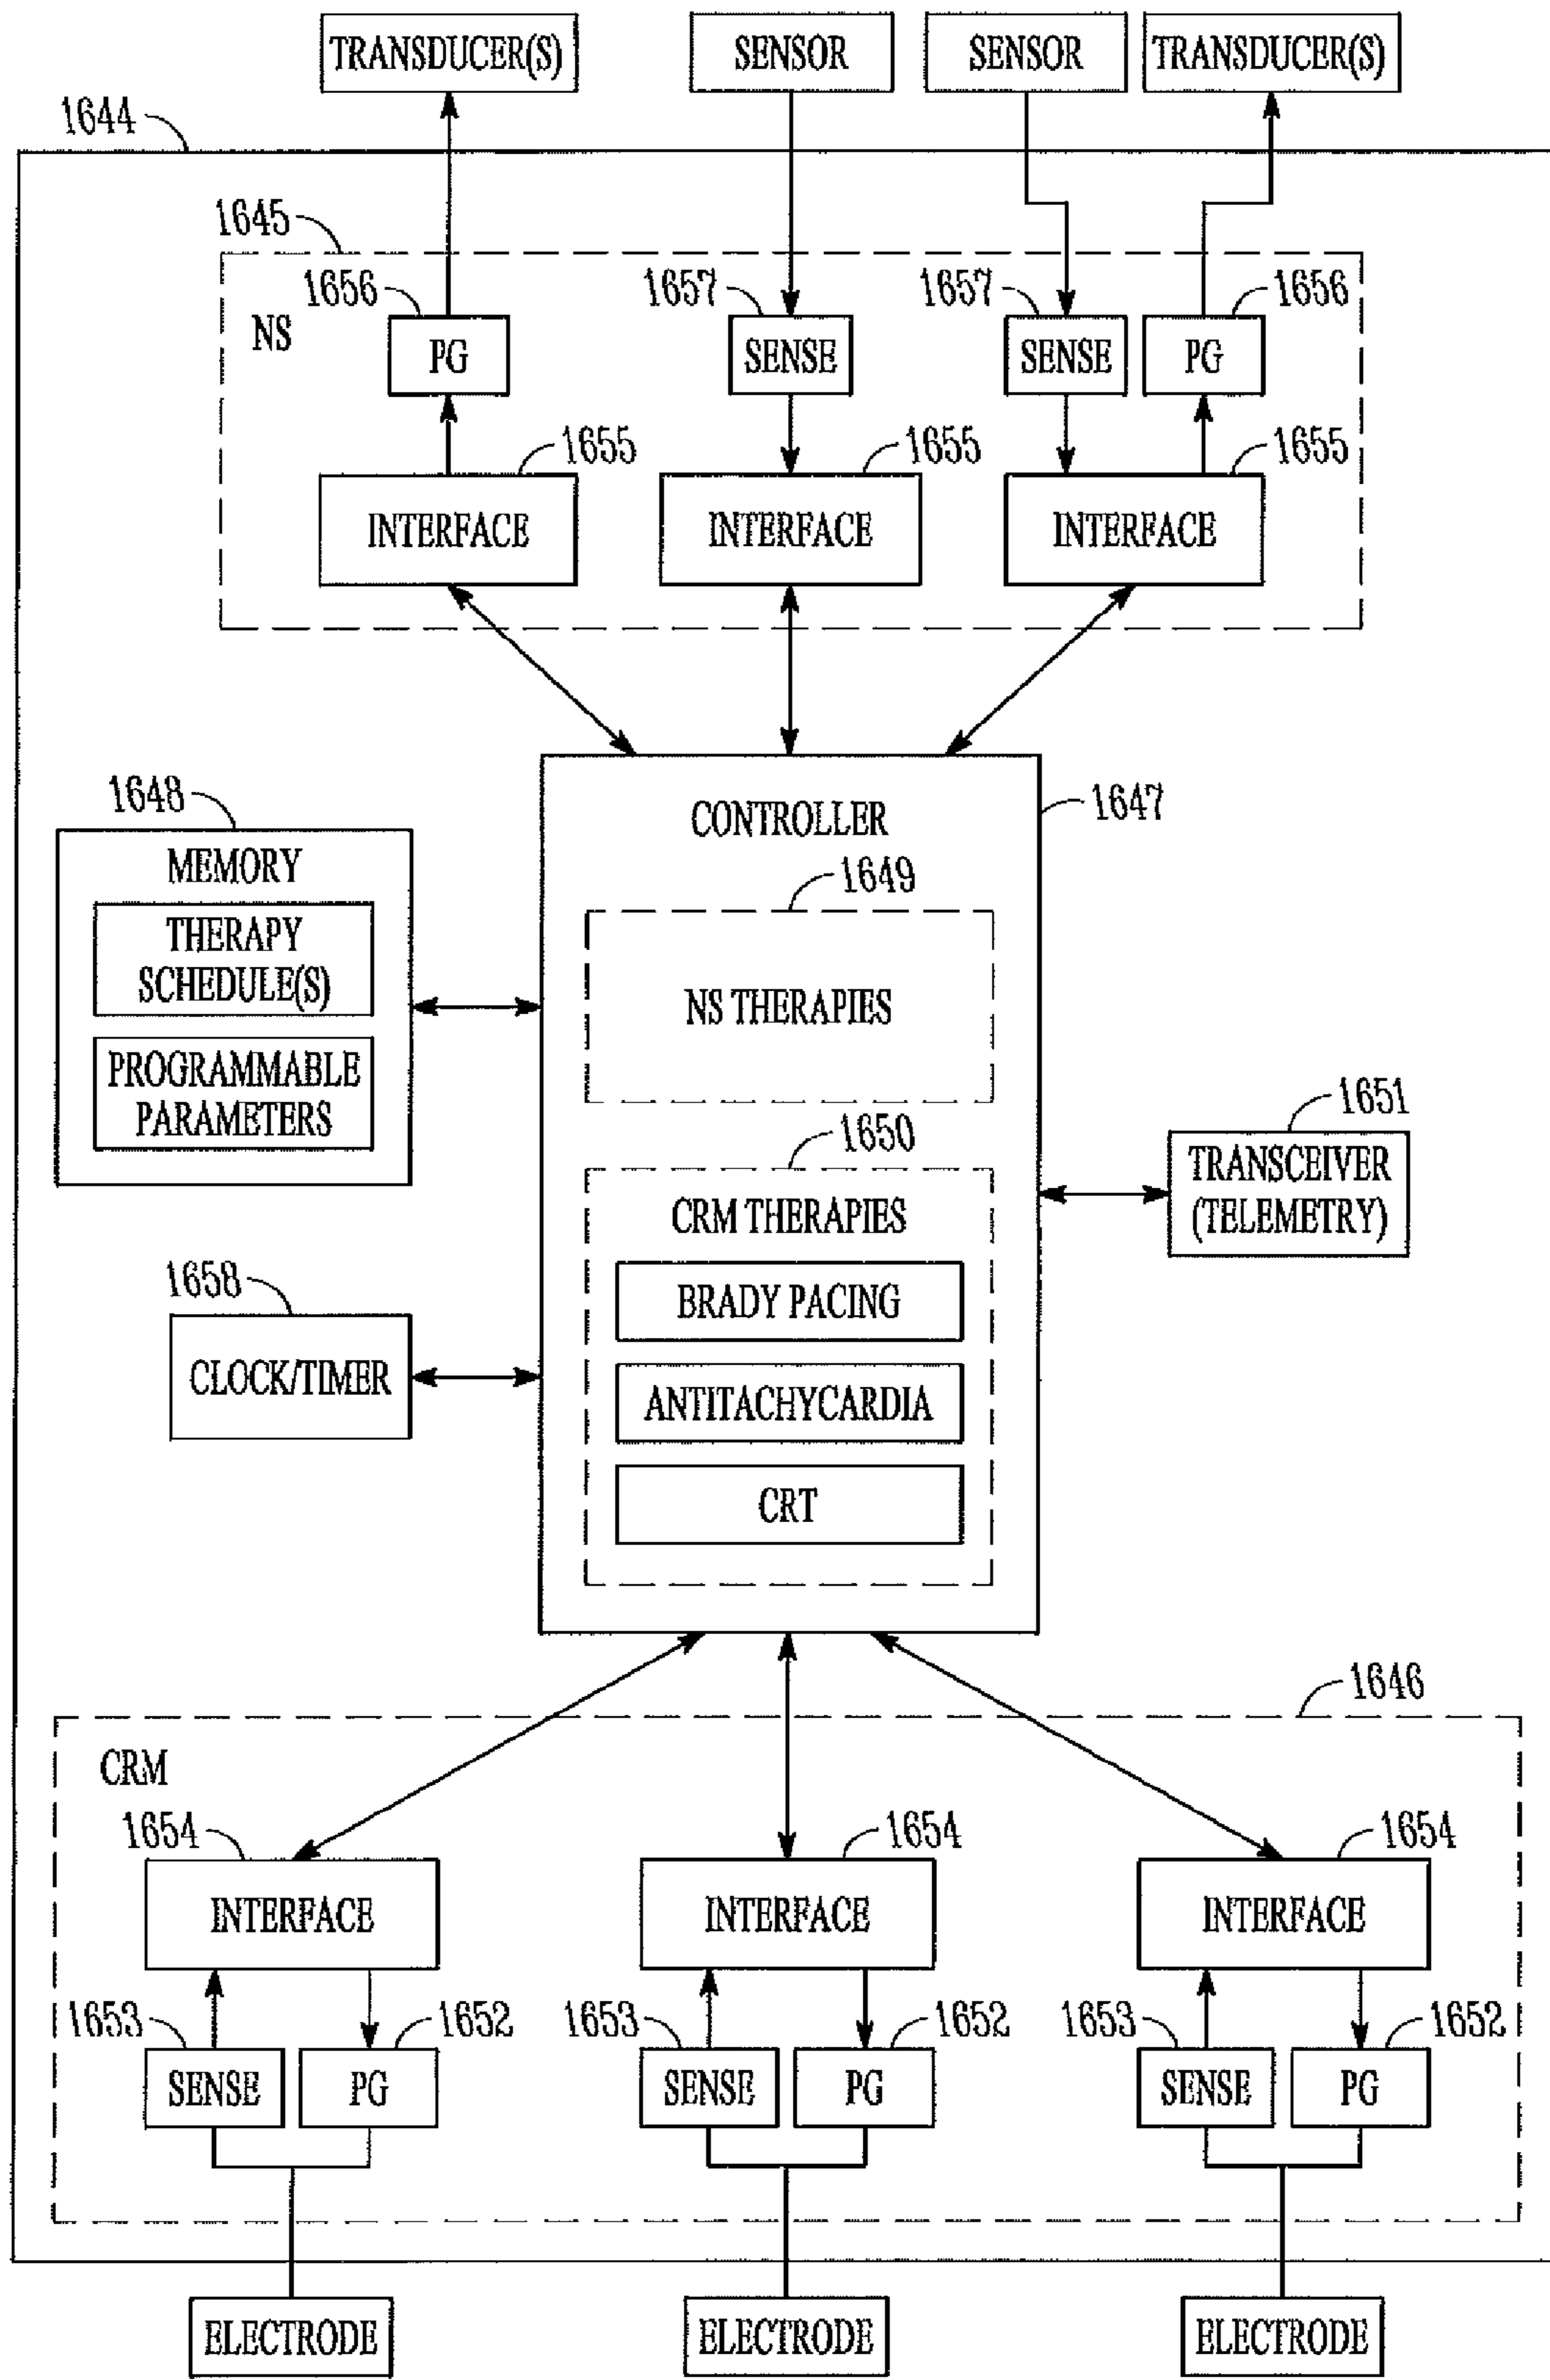 TRANSDUCER(S)
SENSOR
SENSOR
TRANSDUCER(S)
1644
1645
1656
1657
1657
1656
NS
PG
SENSE
SENSE
PG
1655
1655
1655
INTERFACE
INTERFACE
INTERFACE
1648
MEMORY
THERAPY
SCHEDULE(S)
PROGRAMMABLE
PARAMETERS
CONTROLLER
1647
1649
NS THERAPIES
1650
CRM THERAPIES
BRADY PACING
ANTITACHYCARDIA
CRT
1651
TRANSCEIVER
(TELEMETRY)
1658
CLOCK/TIMER
1646
CRM
1654
1654
1654
INTERFACE
INTERFACE
INTERFACE
1653
1652
1653
1652
1653
1652
SENSE
PG
SENSE
PG
SENSE
PG
ELECTRODE
ELECTRODE
ELECTRODE